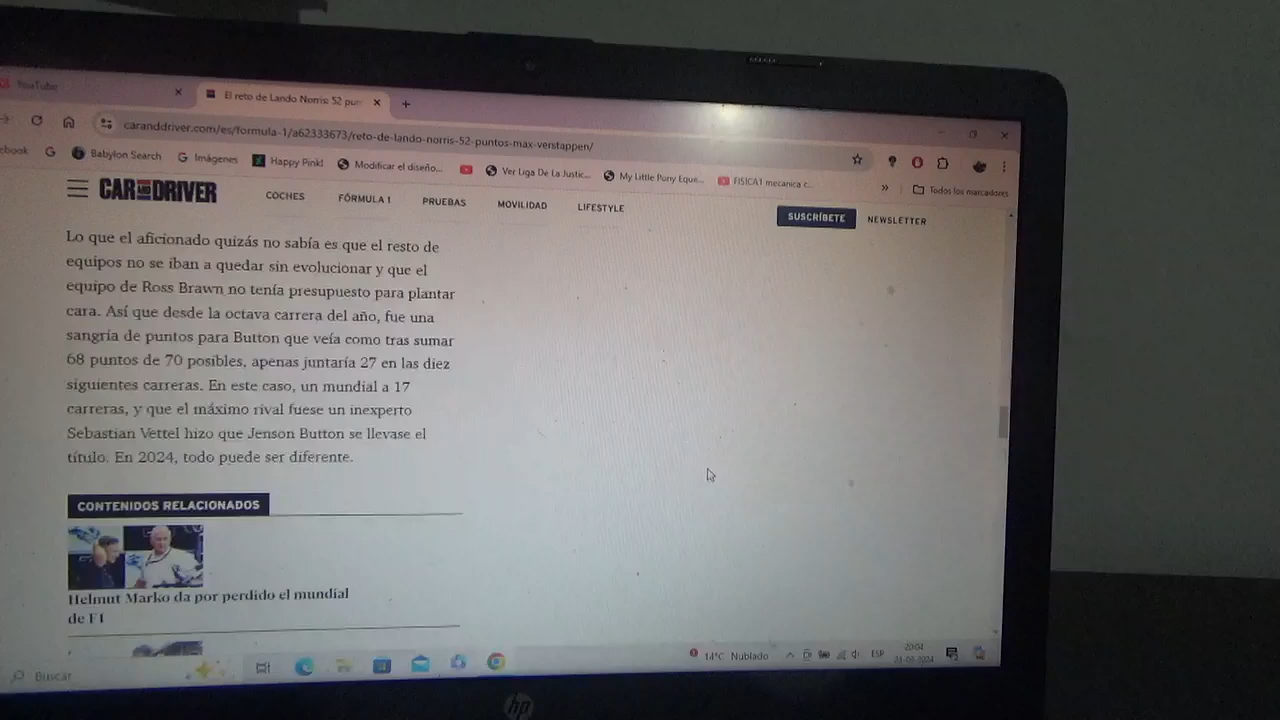 YouTube
El reto de Lando Norris: 52 pun
caranddriver.com/es/formula-1/a62333673/reto-de-lando-norris-52-puntos-max-verstappen/
ebook
G
Babylon Search
Imágenes
Happy Pink!
Modificar el diseño...
Ver Liga De La Justic...
My Little Pony Eque...
FISICA1 mecanica c...
»
Todos los marcadores
CAR AND DRIVER
COCHES
FÓRMULA 1
PRUEBAS
MOVILIDAD
LIFESTYLE
SUSCRÍBETE
NEWSLETTER
Lo que el aficionado quizás no sabía es que el resto de
equipos no se iban a quedar sin evolucionar y que el
equipo de Ross Brawn no tenía presupuesto para plantar
cara. Así que desde la octava carrera del año, fue una
sangría de puntos para Button que veía como tras sumar
68 puntos de 70 posibles, apenas juntaría 27 en las diez
siguientes carreras. En este caso, un mundial a 17
carreras, y que el máximo rival fuese un inexperto
Sebastian Vettel hizo que Jenson Button se llevase el
título. En 2024, todo puede ser diferente.
CONTENIDOS RELACIONADOS
Helmut Marko da por perdido el mundial
de F1
Buscar
14°C Nublado
ESP
20:04
hp